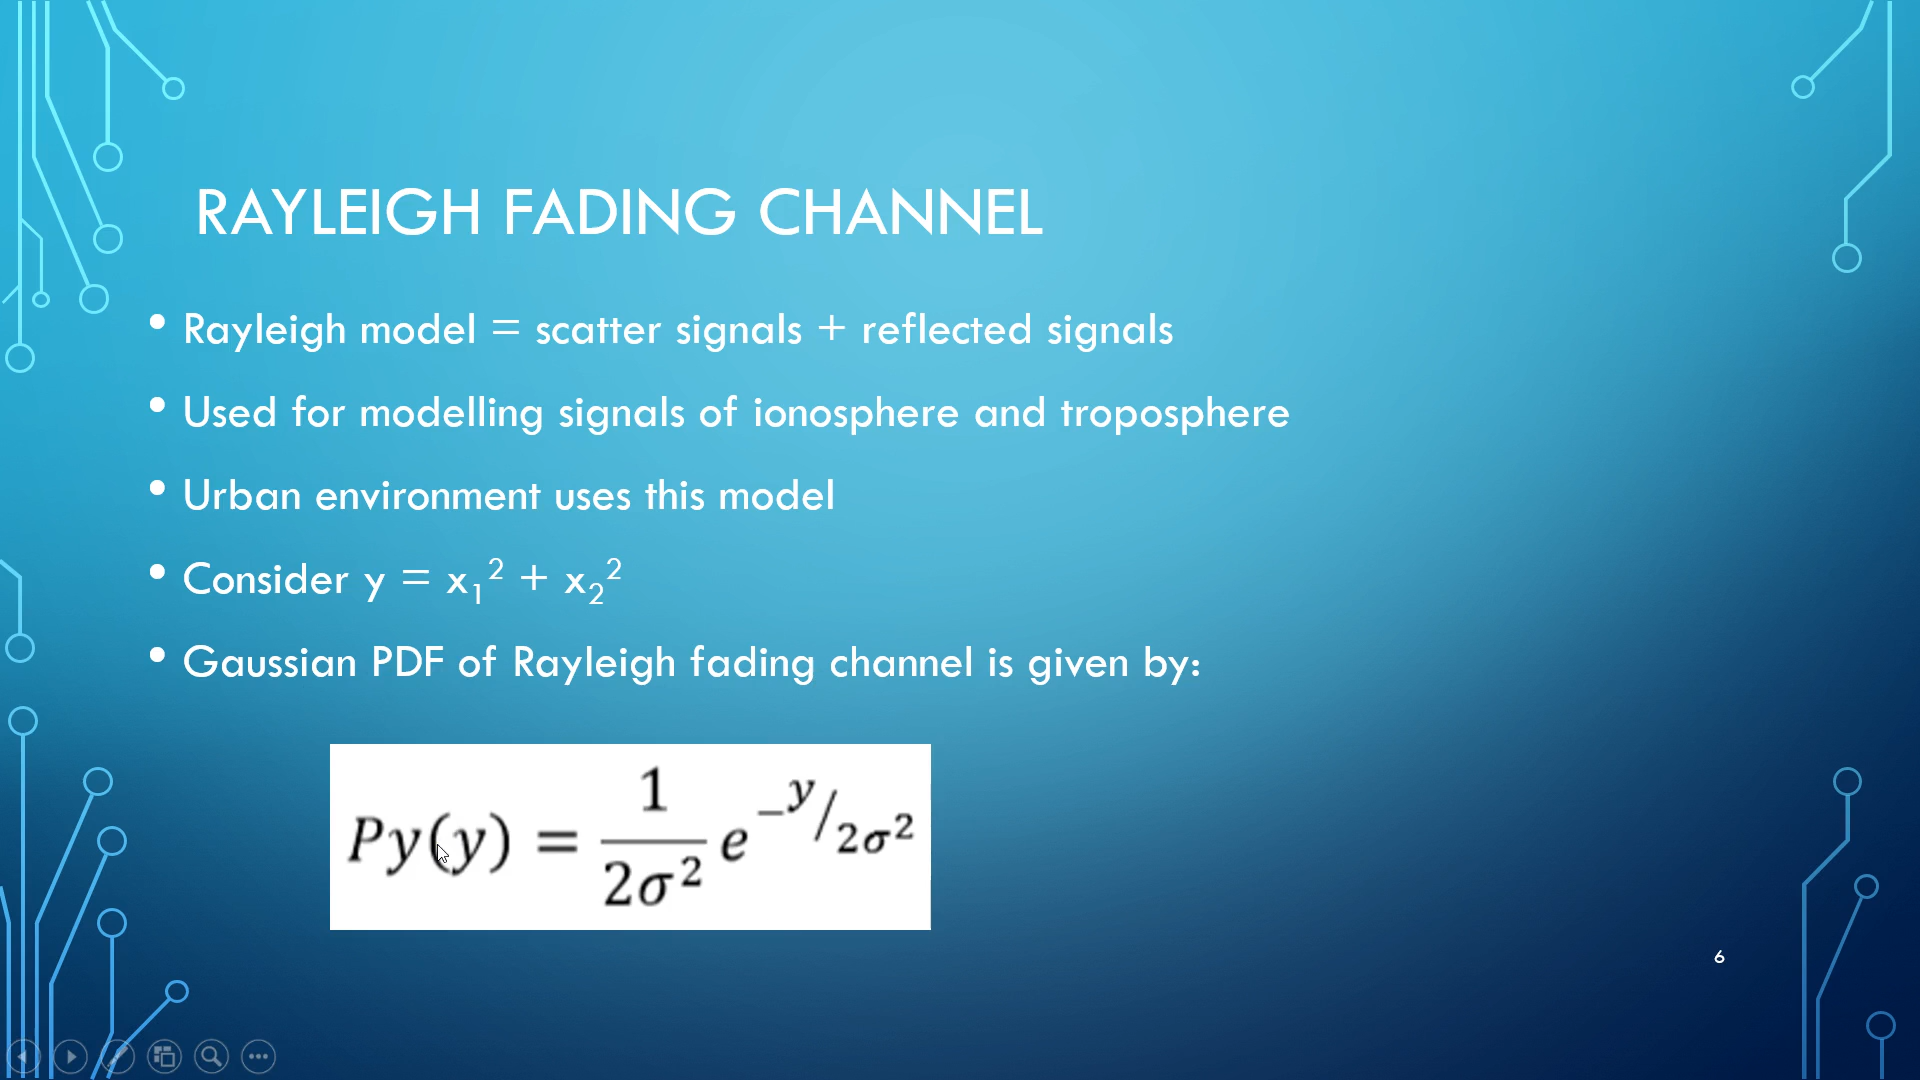 RAYLEIGH FADING CHANNEL
• Rayleigh model = scatter signals + reflected signals
• Used for modelling signals of ionosphere and troposphere
• Urban environment uses this model
• Consider y = x₁² + x₂²
• Gaussian PDF of Rayleigh fading channel is given by:
Py(y) = 1/2σ² e^−y/2σ²
6